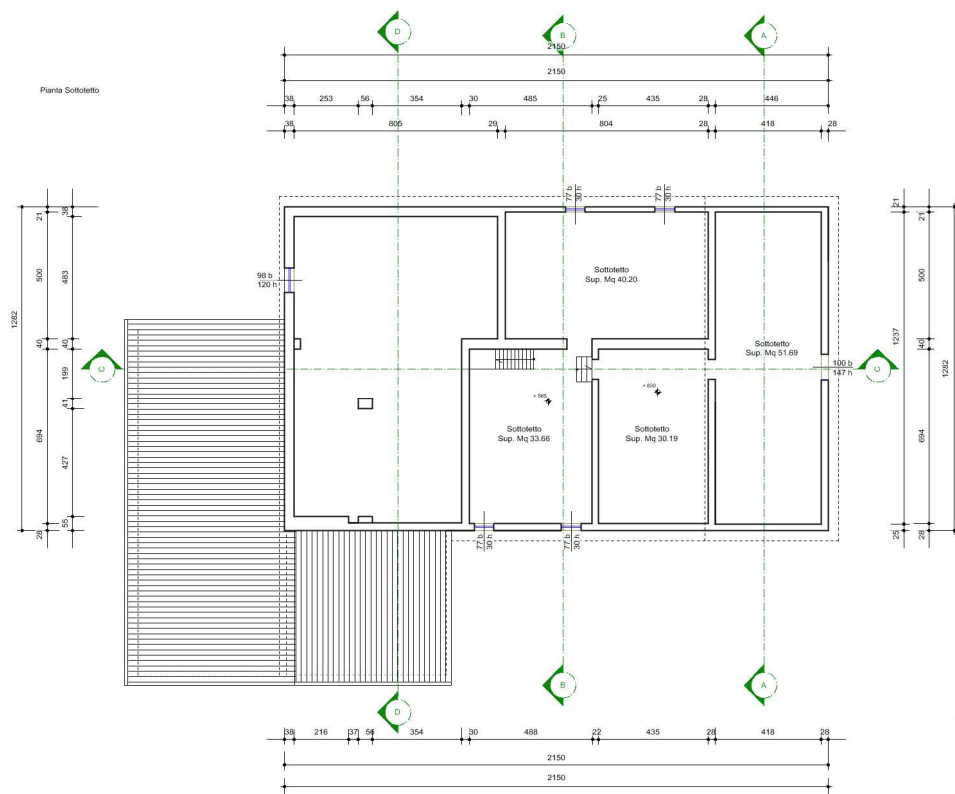 D
B
A
2150
2150
Pianta Sottotetto
38 253 56 354 30 485 25 435 28 446
38 805 29 804 28 418 28
77 b
30 h
77 b
30 h
21 500 40 694 28
1282
38 483 40 199 41 427 55
21 1237 25
21 500 40 694 28
1282
98 b
120 h
Sottotetto
Sup. Mq 40.20
Sottotetto
Sup. Mq 51.69
100 b
147 h
C
C
+ 565
+ 630
Sottotetto
Sup. Mq 33.66
Sottotetto
Sup. Mq 30.19
77 b
30 h
77 b
30 h
B
A
D
38 216 37 56 354 30 488 22 435 28 418 28
2150
2150